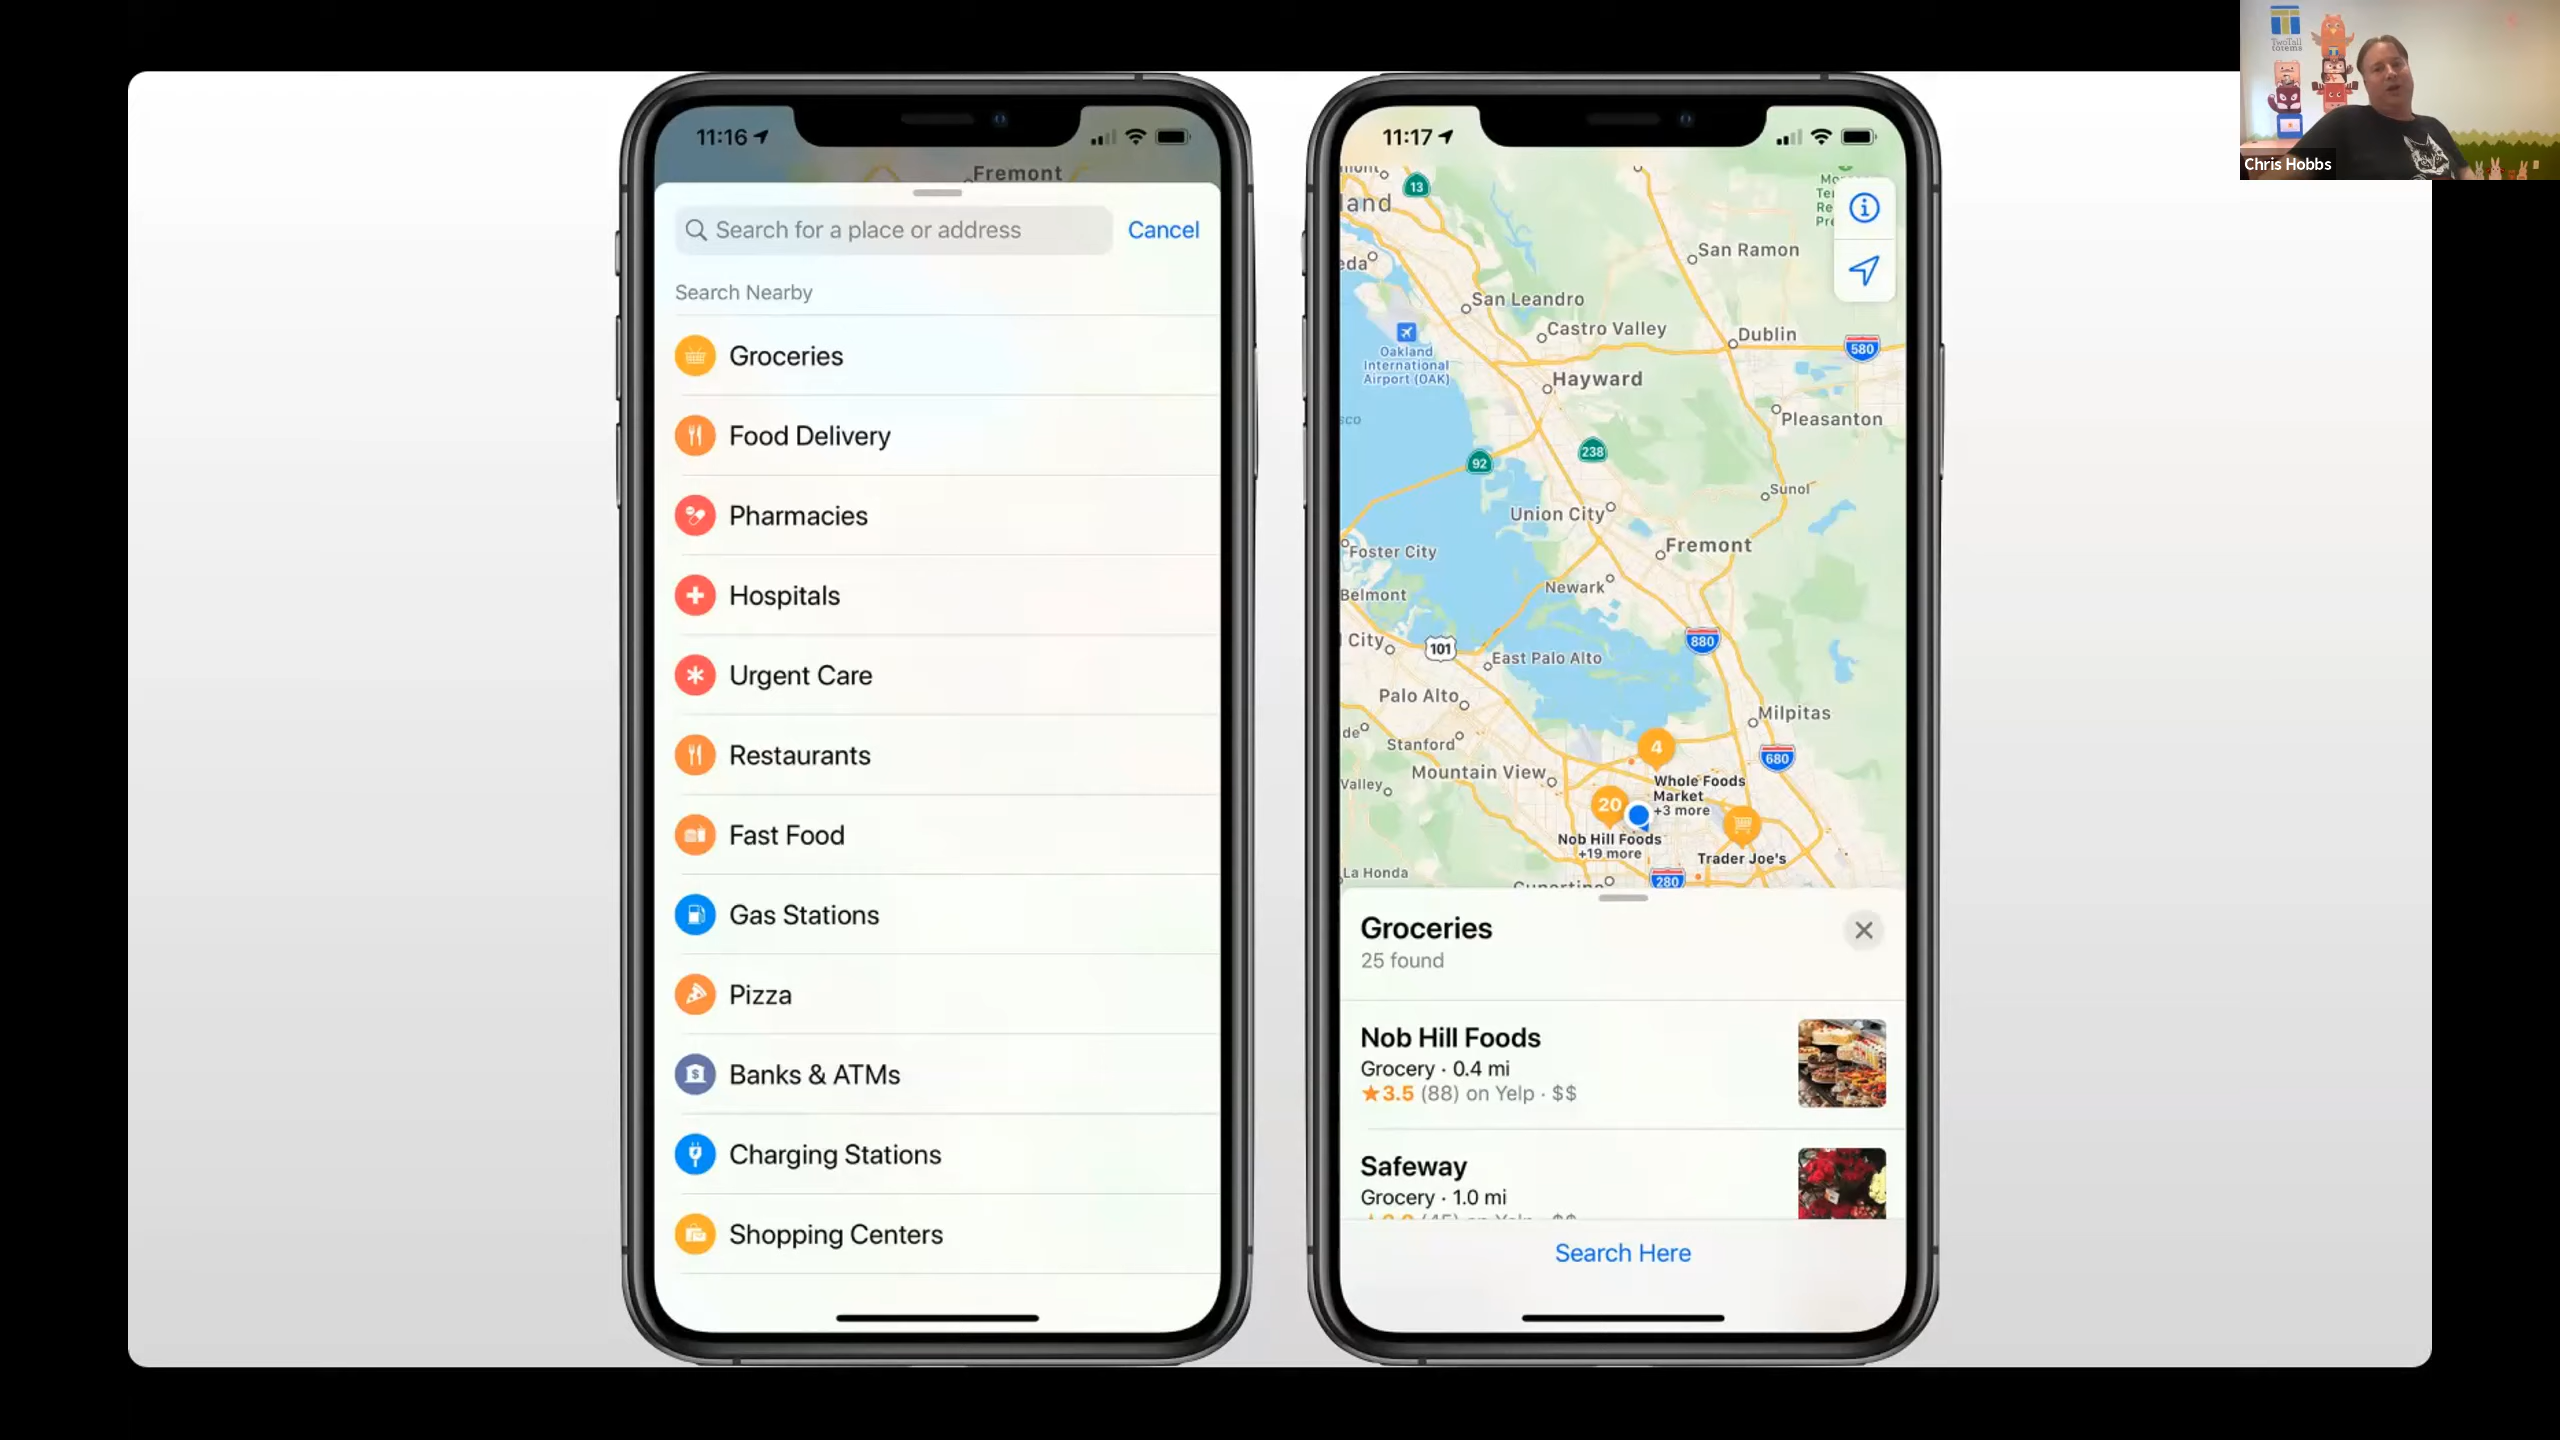 11:16
Fremont
Search for a place or address
Cancel
Search Nearby
Groceries
Food Delivery
Pharmacies
Hospitals
Urgent Care
Restaurants
Fast Food
Gas Stations
Pizza
Banks & ATMs
Charging Stations
Shopping Centers
11:17
13
land
San Ramon
eda
San Leandro
Castro Valley
Dublin
580
Oakland
International
Airport (OAK)
Hayward
Pleasanton
sco
238
92
Sunol
Union City
Fremont
Foster City
Newark
Belmont
880
City
101
East Palo Alto
Palo Alto
Milpitas
de
Stanford
4
680
Mountain View
Valley
Whole Foods
Market
+3 more
20
Nob Hill Foods
+19 more
Trader Joe's
La Honda
280
Groceries
25 found
Nob Hill Foods
Grocery · 0.4 mi
★3.5 (88) on Yelp · $$
Safeway
Grocery · 1.0 mi
Search Here
TwoTall
totems
Chris Hobbs